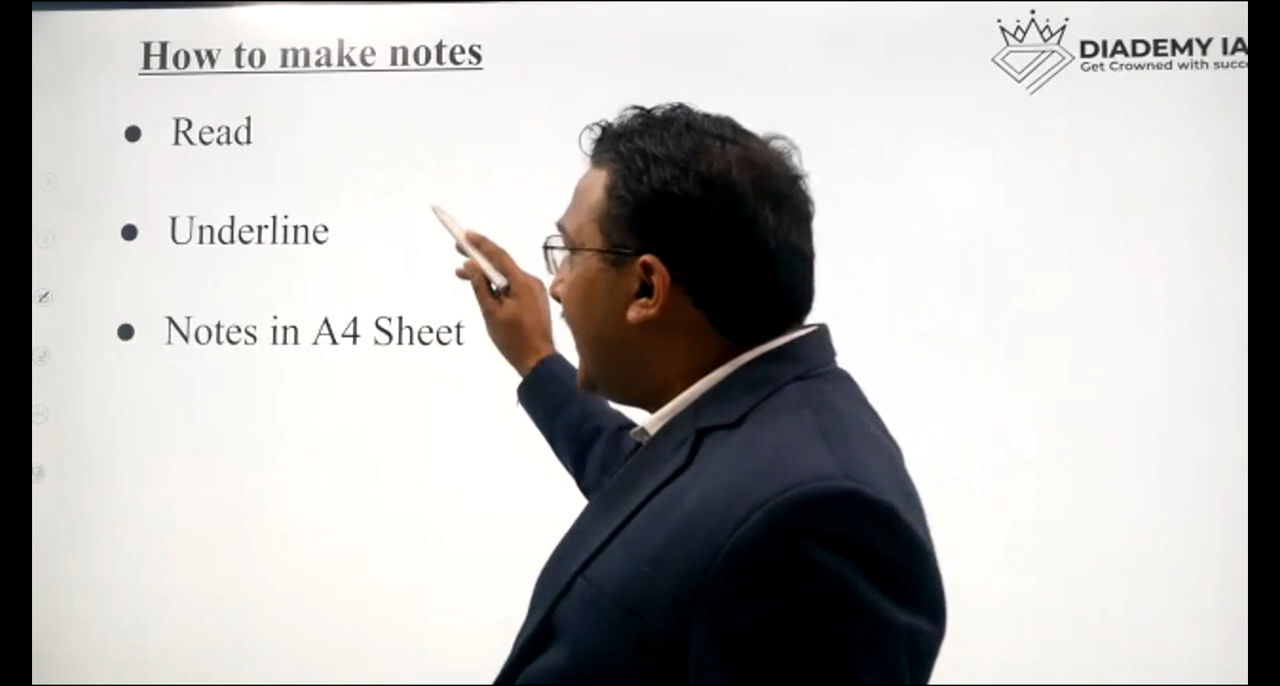 How to make notes
DIADEMY IA
Get Crowned with succ
● Read
● Underline
● Notes in A4 Sheet